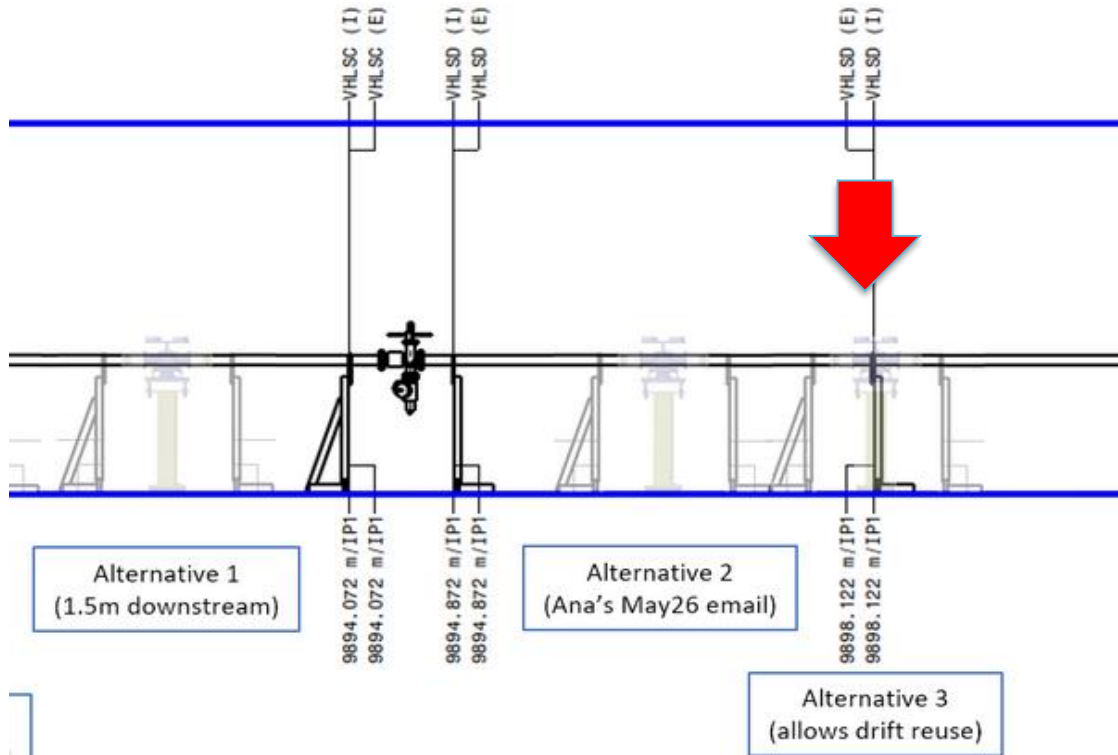 VHLSC (I)
VHLSC (E)
VHLSD (I)
VHLSD (E)
VHLSD (E)
VHLSD (I)
9894.072 m/IP1
9894.072 m/IP1
9894.872 m/IP1
9894.872 m/IP1
9898.122 m/IP1
9898.122 m/IP1
Alternative 1
(1.5m downstream)
Alternative 2
(Ana's May26 email)
Alternative 3
(allows drift reuse)